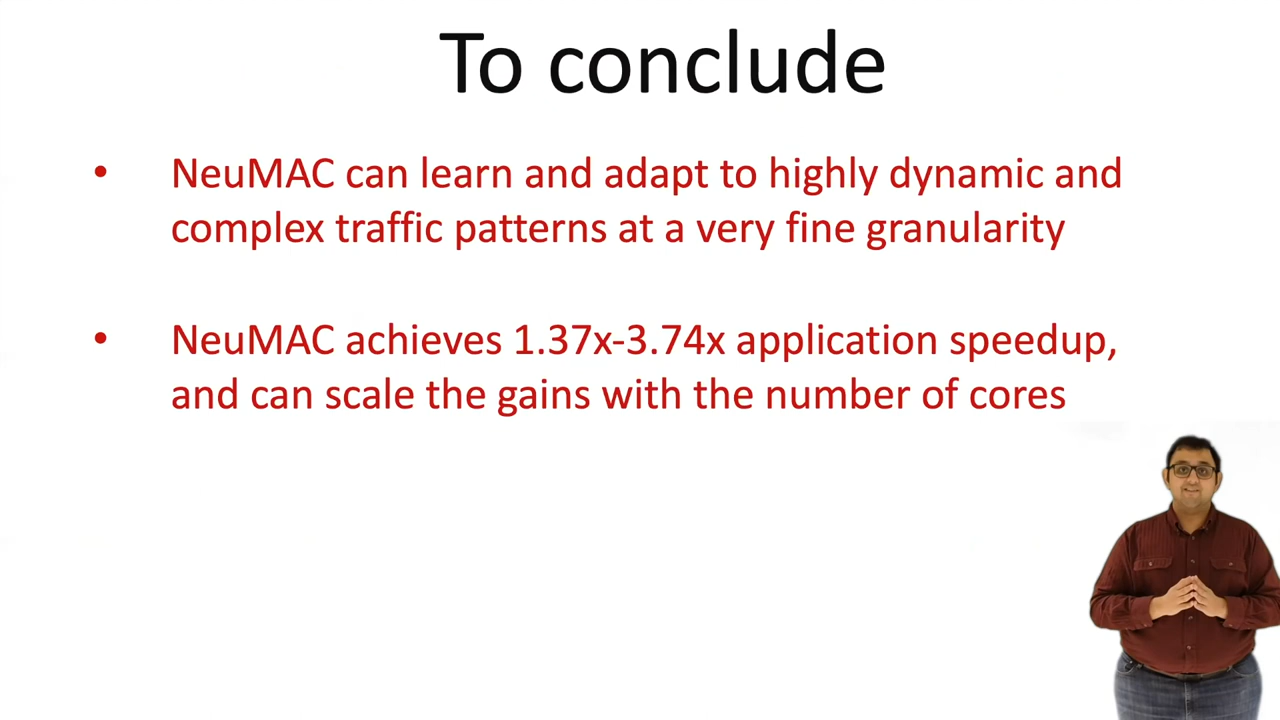 To conclude
• NeuMAC can learn and adapt to highly dynamic and
complex traffic patterns at a very fine granularity
• NeuMAC achieves 1.37x-3.74x application speedup,
and can scale the gains with the number of cores